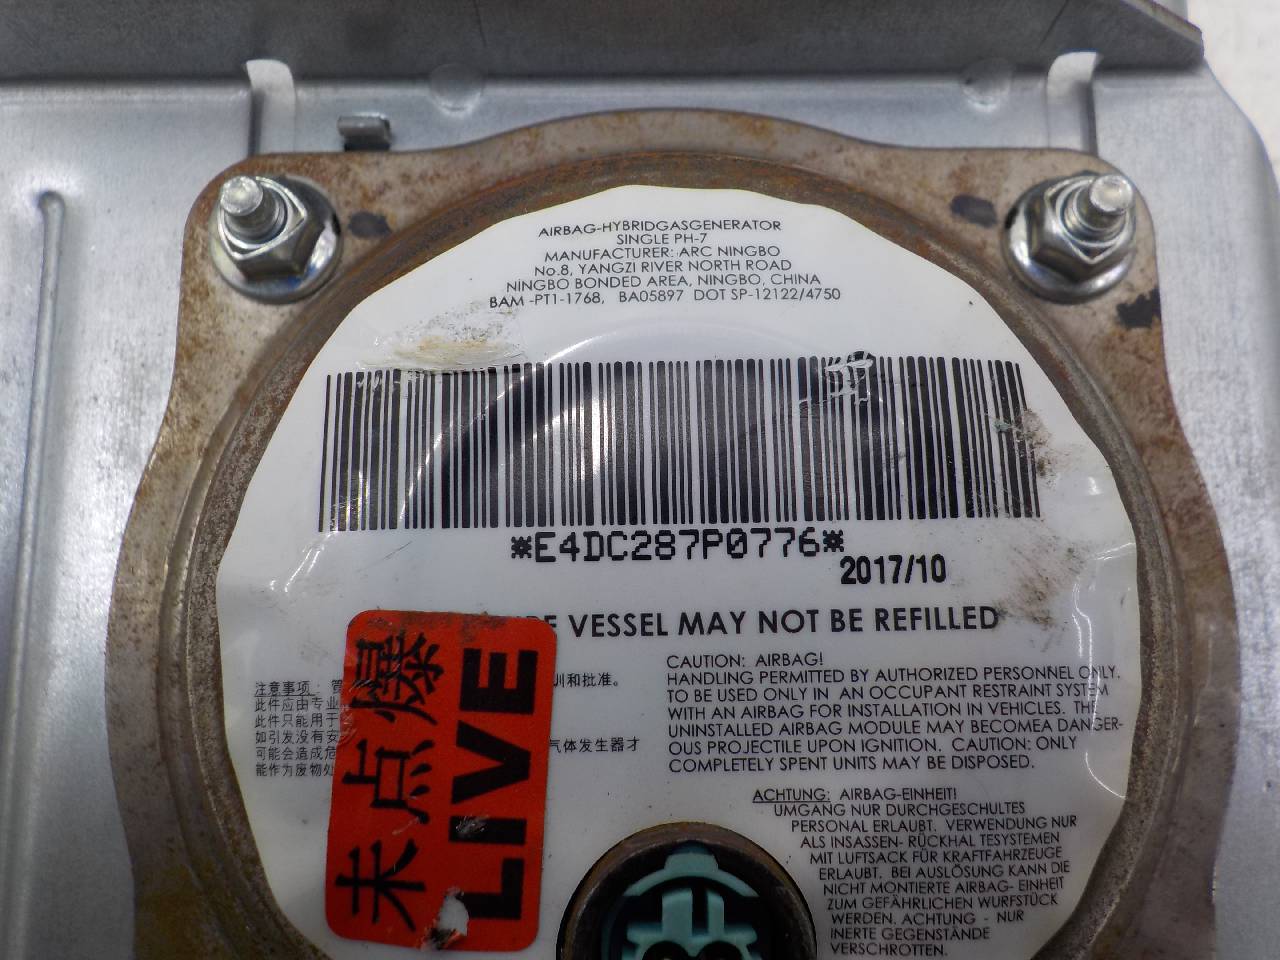 AIRBAG-HYBRIDGASGENERATOR
SINGLE PH-7
MANUFACTURER: ARC NINGBO
No.8, YANGZI RIVER NORTH ROAD
NINGBO BONDED AREA, NINGBO, CHINA
BAM -PT1-1768, BA05897 DOT SP-12122/4750
*E4DC287P0776*
2017/10
VESSEL MAY NOT BE REFILLED
未点爆
LIVE
注意事项: 训和批准。
此件应由专业
此件只能用于
如引发没有安 气体发生器才
可能会造成危
能作为废物处
CAUTION: AIRBAG!
HANDLING PERMITTED BY AUTHORIZED PERSONNEL ONLY.
TO BE USED ONLY IN AN OCCUPANT RESTRAINT SYSTEM
WITH AN AIRBAG FOR INSTALLATION IN VEHICLES. THE
UNINSTALLED AIRBAG MODULE MAY BECOMEA DANGER-
OUS PROJECTILE UPON IGNITION. CAUTION: ONLY
COMPLETELY SPENT UNITS MAY BE DISPOSED.
ACHTUNG: AIRBAG-EINHEIT!
UMGANG NUR DURCHGESCHULTES
PERSONAL ERLAUBT. VERWENDUNG NUR
ALS INSASSEN- RÜCKHAL TESYSTEMEN
MIT LUFTSACK FÜR KRAFTFAHRZEUGE
ERLAUBT. BEI AUSLÖSUNG KANN DIE
NICHT MONTIERTE AIRBAG- EINHEIT
ZUM GEFÄHRLICHEN WURFSTÜCK
WERDEN. ACHTUNG - NUR
INERTE GEGENSTÄNDE
VERSCHROTTEN.